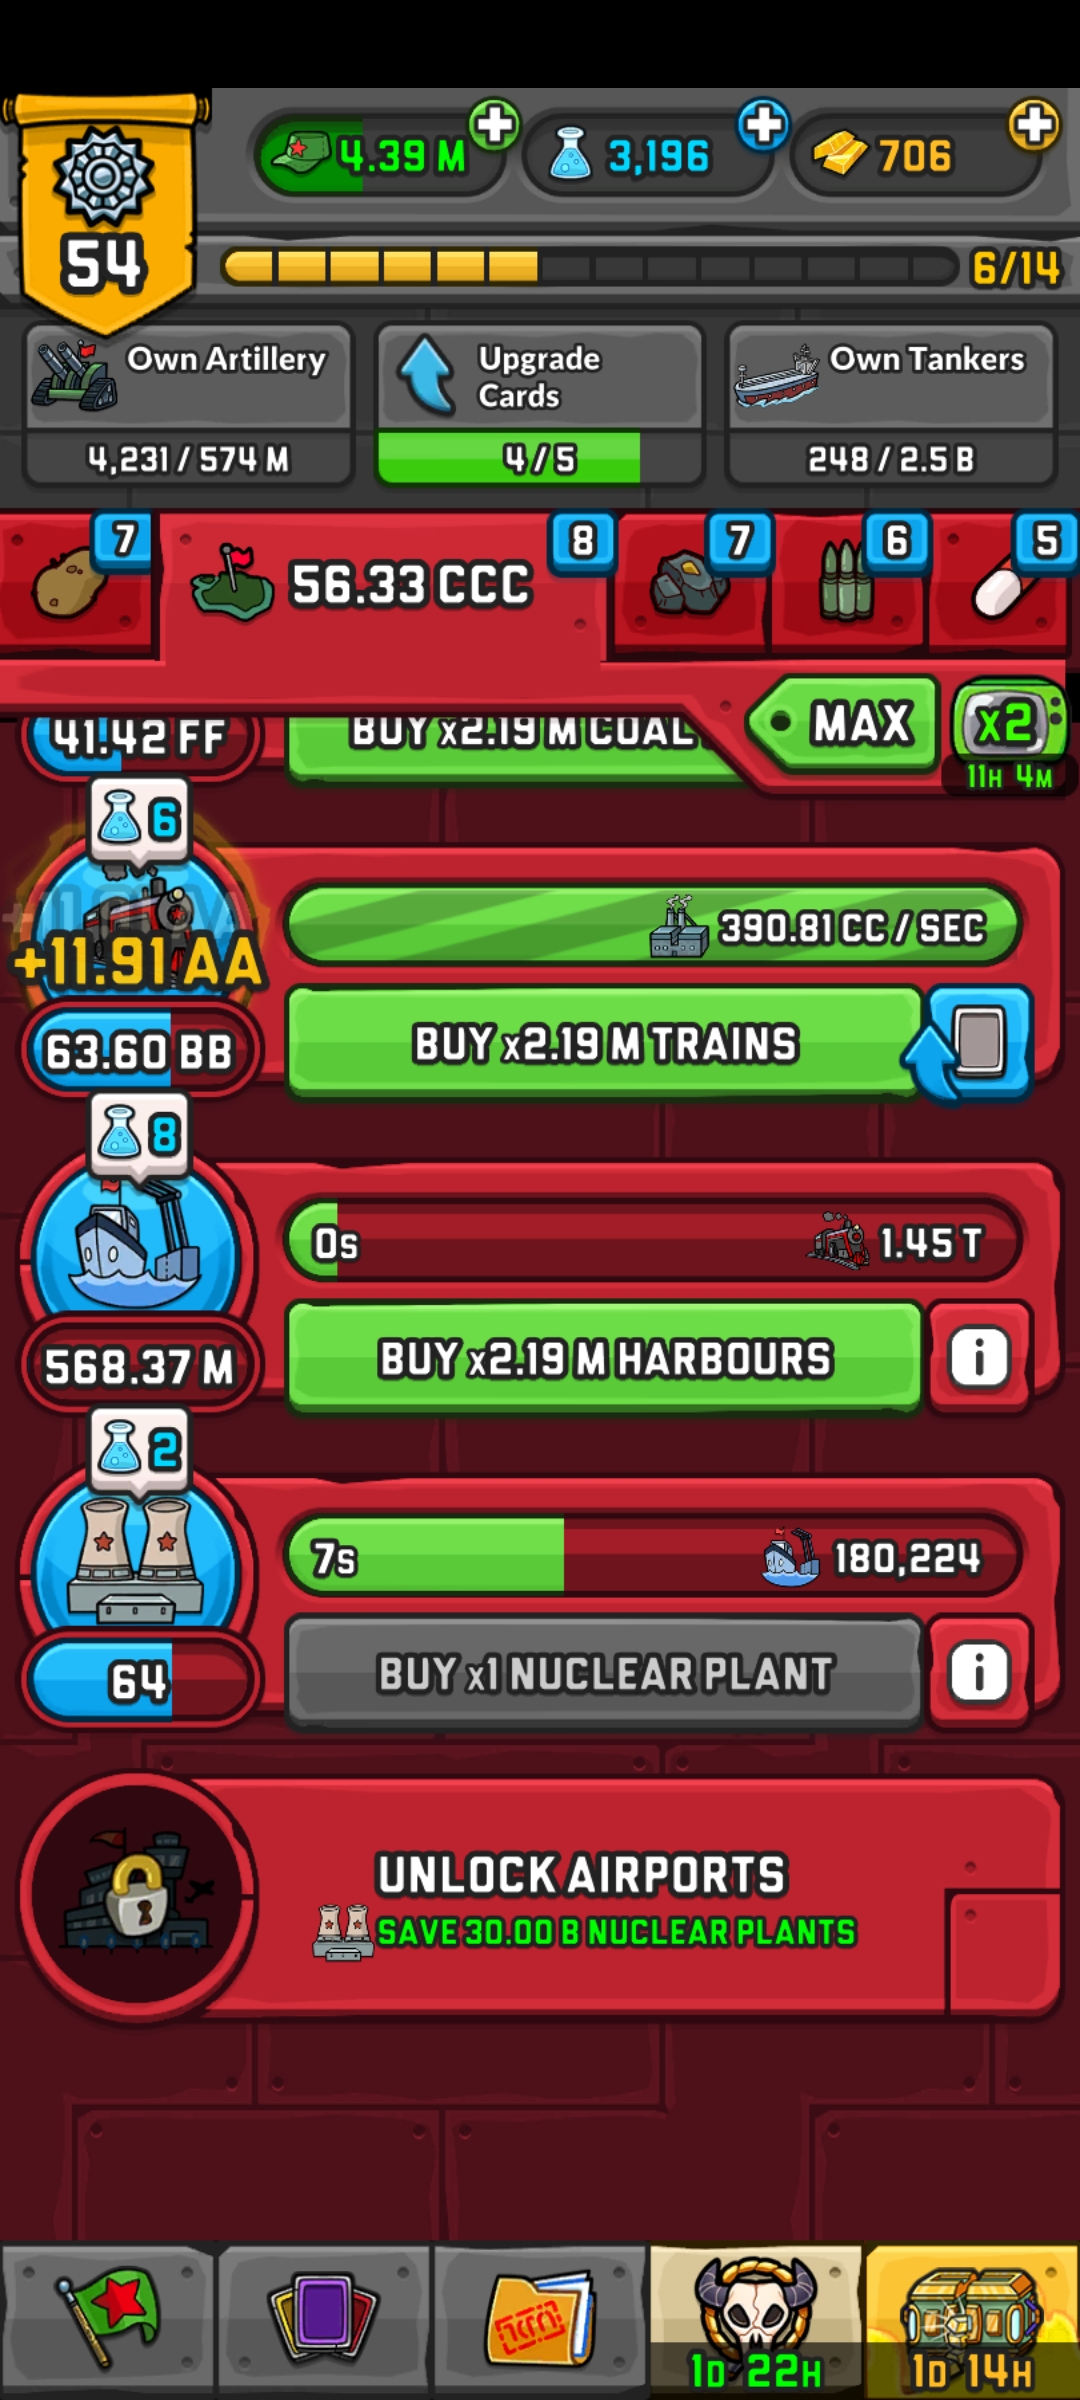 4.39 M
3,196
706
54
6/14
Own Artillery
4,231 / 574 M
Upgrade
Cards
4 / 5
Own Tankers
248 / 2.5 B
7
56.33 CCC
8
7
6
5
MAX
x2
11H 4M
41.42 FF
BUY x2.19 M COAL
6
+11.91 AA
390.81 CC / SEC
63.60 BB
BUY x2.19 M TRAINS
8
0s
1.45 T
568.37 M
BUY x2.19 M HARBOURS
i
2
7s
180,224
64
BUY x1 NUCLEAR PLANT
i
UNLOCK AIRPORTS
SAVE 30.00 B NUCLEAR PLANTS
1D 22H
1D 14H